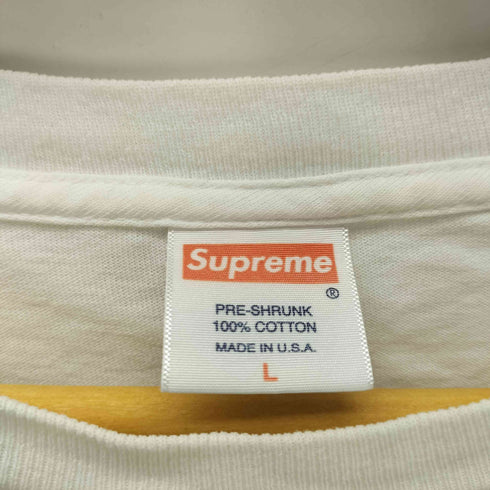 Supreme
®
PRE-SHRUNK
100% COTTON
MADE IN U.S.A.
L